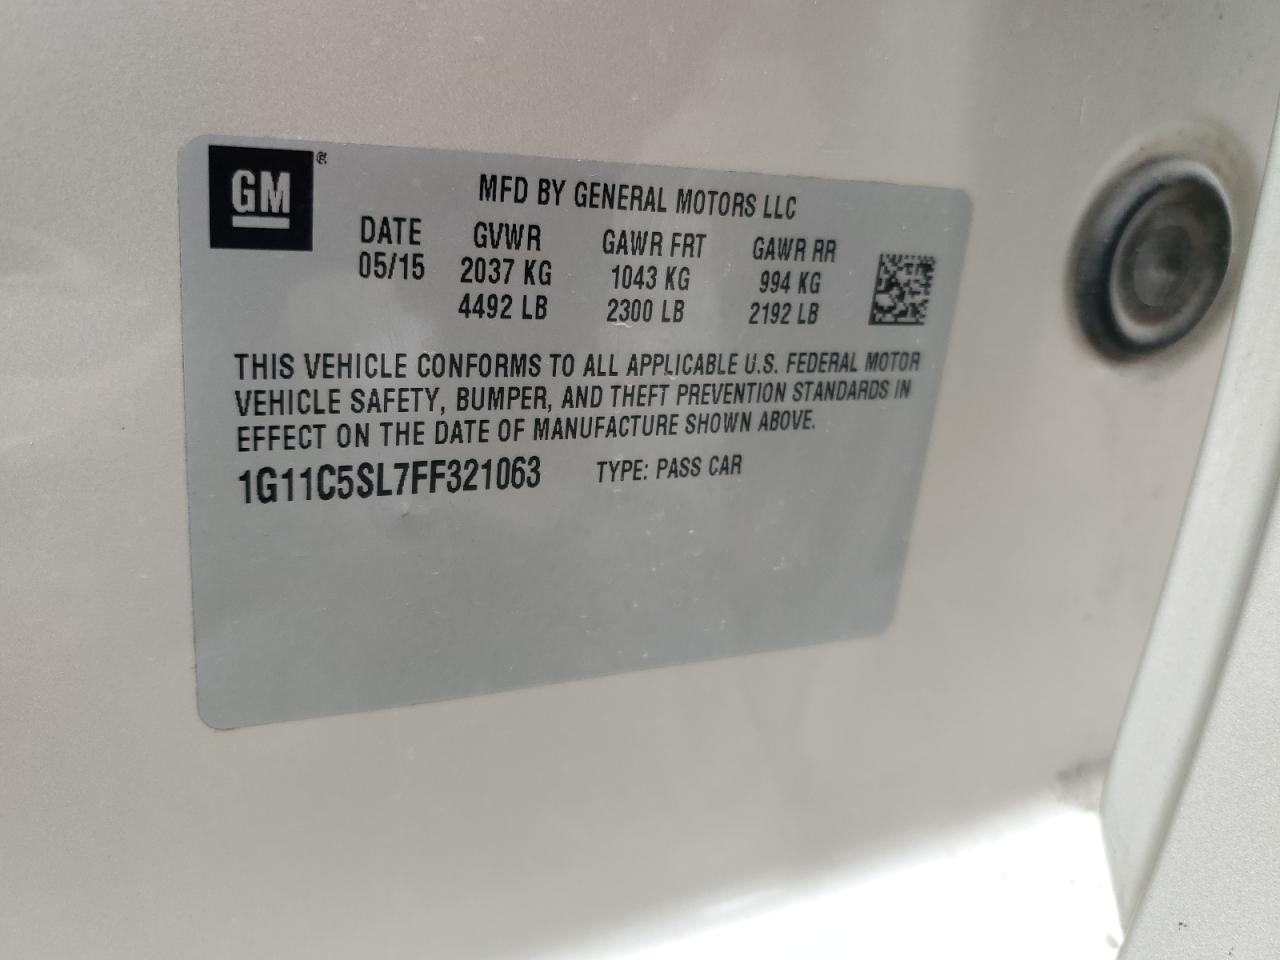 GM®
MFD BY GENERAL MOTORS LLC
DATE GVWR GAWR FRT GAWR RR
05/15 2037 KG 1043 KG 994 KG
4492 LB 2300 LB 2192 LB
THIS VEHICLE CONFORMS TO ALL APPLICABLE U.S. FEDERAL MOTOR
VEHICLE SAFETY, BUMPER, AND THEFT PREVENTION STANDARDS IN
EFFECT ON THE DATE OF MANUFACTURE SHOWN ABOVE.
1G11C5SL7FF321063 TYPE: PASS CAR